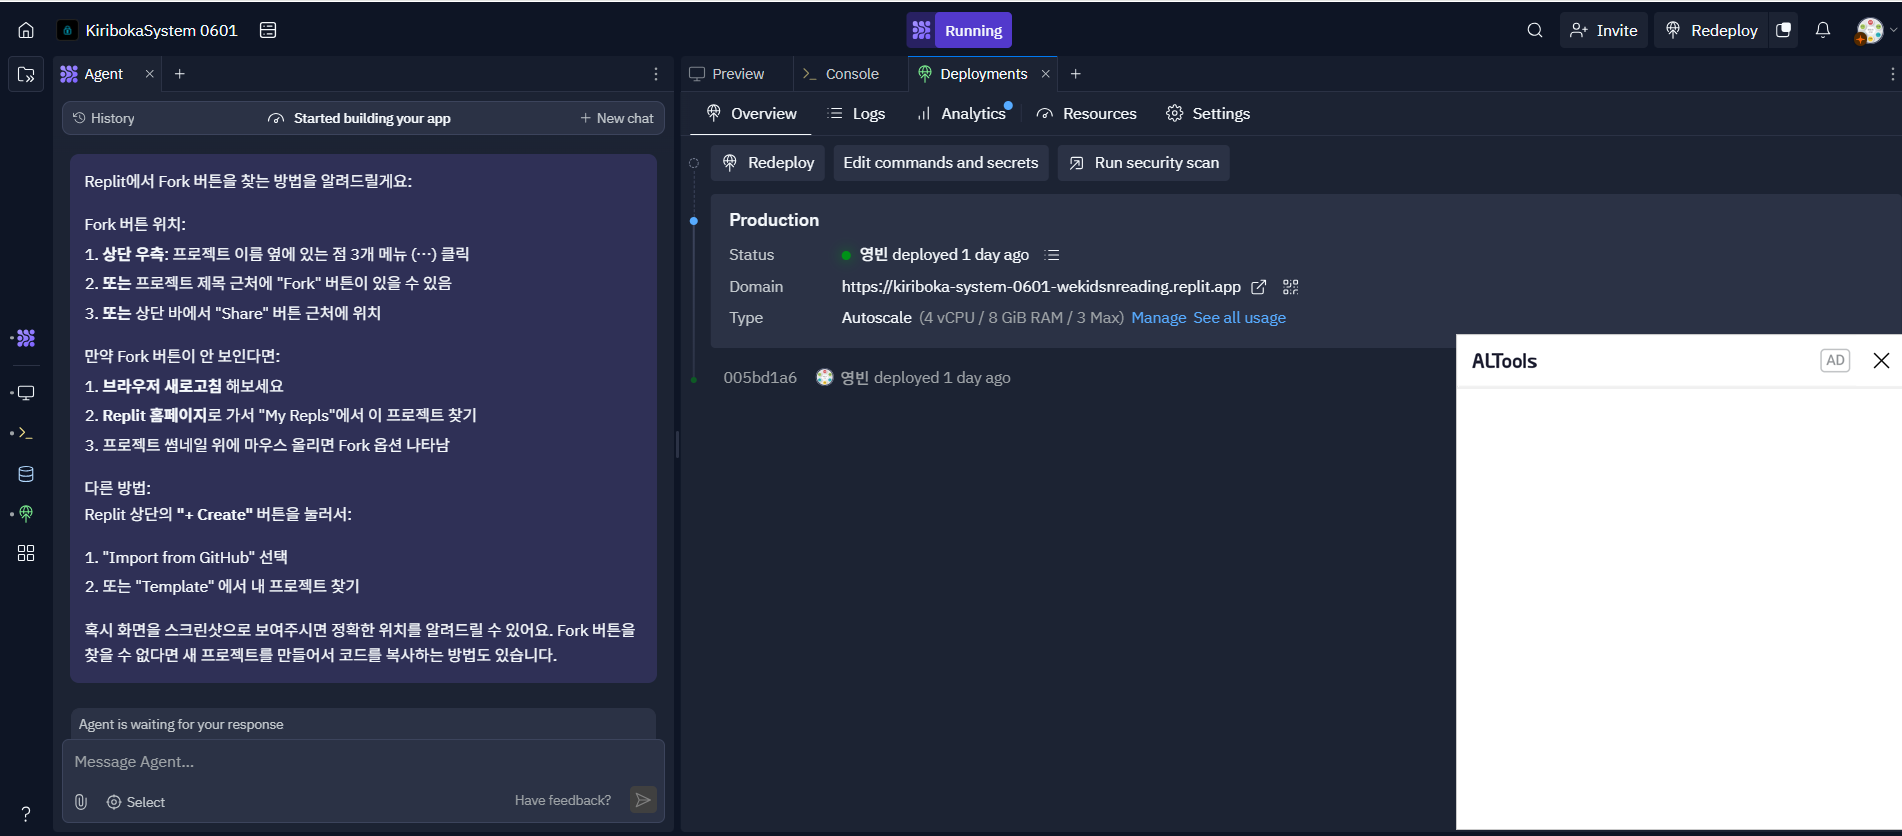 KiribokaSystem 0601
Running
Invite
Redeploy
Agent
Preview
Console
Deployments
History
Started building your app
New chat
Overview
Logs
Analytics
Resources
Settings
Replit에서 Fork 버튼을 찾는 방법을 알려드릴게요:
Fork 버튼 위치:
1. 상단 우측: 프로젝트 이름 옆에 있는 점 3개 메뉴 (⋯) 클릭
2. 또는 프로젝트 제목 근처에 "Fork" 버튼이 있을 수 있음
3. 또는 상단 바에서 "Share" 버튼 근처에 위치
만약 Fork 버튼이 안 보인다면:
1. 브라우저 새로고침 해보세요
2. Replit 홈페이지로 가서 "My Repls"에서 이 프로젝트 찾기
3. 프로젝트 썸네일 위에 마우스 올리면 Fork 옵션 나타남
다른 방법:
Replit 상단의 "+ Create" 버튼을 눌러서:
1. "Import from GitHub" 선택
2. 또는 "Template" 에서 내 프로젝트 찾기
혹시 화면을 스크린샷으로 보여주시면 정확한 위치를 알려드릴 수 있어요. Fork 버튼을
찾을 수 없다면 새 프로젝트를 만들어서 코드를 복사하는 방법도 있습니다.
Agent is waiting for your response
Message Agent...
Select
Have feedback?
Redeploy
Edit commands and secrets
Run security scan
Production
Status 영빈 deployed 1 day ago
Domain https://kiriboka-system-0601-wekidsnreading.replit.app
Type Autoscale (4 vCPU / 8 GiB RAM / 3 Max) Manage See all usage
005bd1a6 영빈 deployed 1 day ago
ALTools
AD